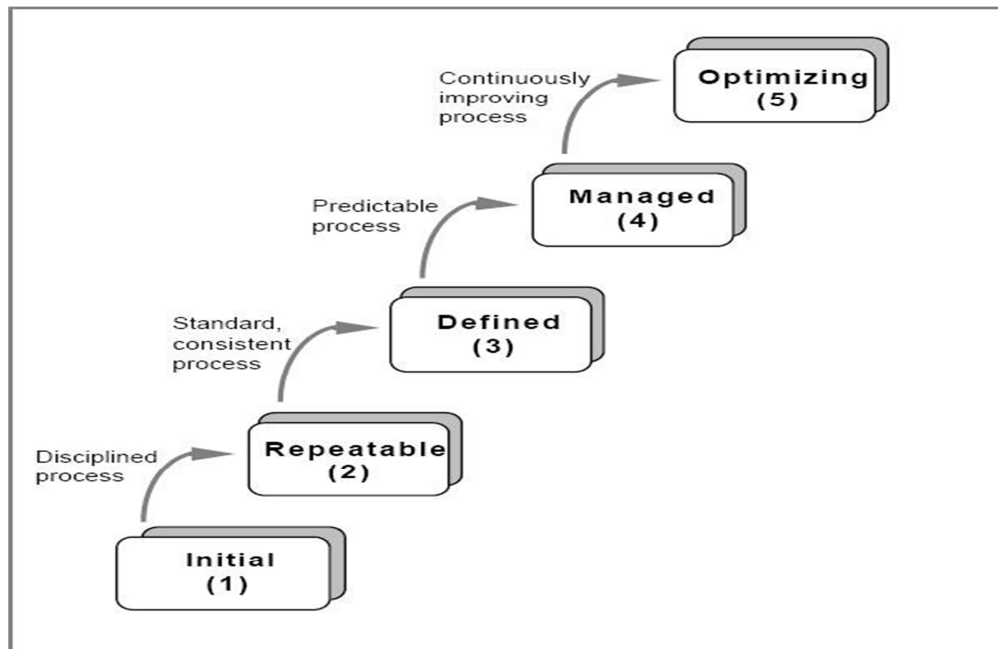 Continuously
improving
process
Optimizing
(5)
Predictable
process
Managed
(4)
Standard,
consistent
process
Defined
(3)
Disciplined
process
Repeatable
(2)
Initial
(1)